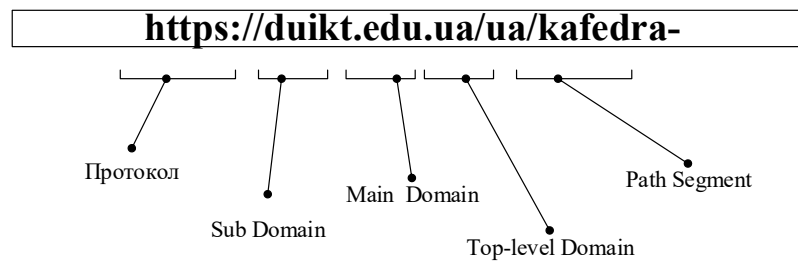 https://duikt.edu.ua/ua/kafedra-
Протокол
Sub Domain
Main Domain
Top-level Domain
Path Segment